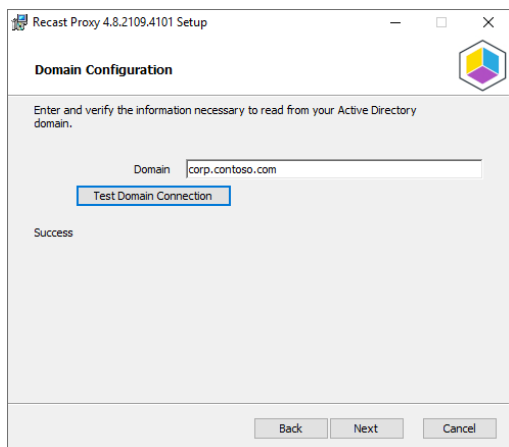 Recast Proxy 4.8.2109.4101 Setup
Domain Configuration
Enter and verify the information necessary to read from your Active Directory
domain.
Domain corp.contoso.com
Test Domain Connection
Success
Back Next Cancel